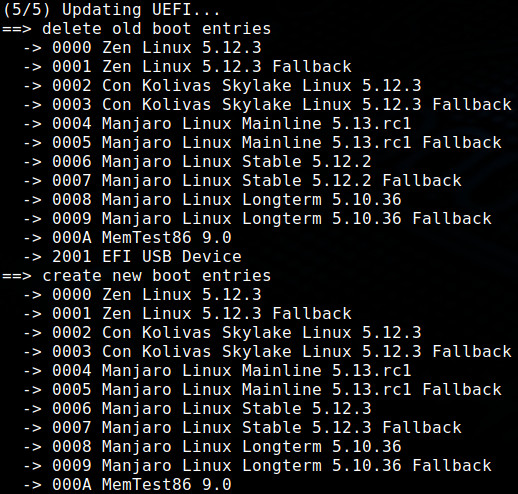 (5/5) Updating UEFI...
==> delete old boot entries
-> 0000 Zen Linux 5.12.3
-> 0001 Zen Linux 5.12.3 Fallback
-> 0002 Con Kolivas Skylake Linux 5.12.3
-> 0003 Con Kolivas Skylake Linux 5.12.3 Fallback
-> 0004 Manjaro Linux Mainline 5.13.rc1
-> 0005 Manjaro Linux Mainline 5.13.rc1 Fallback
-> 0006 Manjaro Linux Stable 5.12.2
-> 0007 Manjaro Linux Stable 5.12.2 Fallback
-> 0008 Manjaro Linux Longterm 5.10.36
-> 0009 Manjaro Linux Longterm 5.10.36 Fallback
-> 000A MemTest86 9.0
-> 2001 EFI USB Device
==> create new boot entries
-> 0000 Zen Linux 5.12.3
-> 0001 Zen Linux 5.12.3 Fallback
-> 0002 Con Kolivas Skylake Linux 5.12.3
-> 0003 Con Kolivas Skylake Linux 5.12.3 Fallback
-> 0004 Manjaro Linux Mainline 5.13.rc1
-> 0005 Manjaro Linux Mainline 5.13.rc1 Fallback
-> 0006 Manjaro Linux Stable 5.12.3
-> 0007 Manjaro Linux Stable 5.12.3 Fallback
-> 0008 Manjaro Linux Longterm 5.10.36
-> 0009 Manjaro Linux Longterm 5.10.36 Fallback
-> 000A MemTest86 9.0